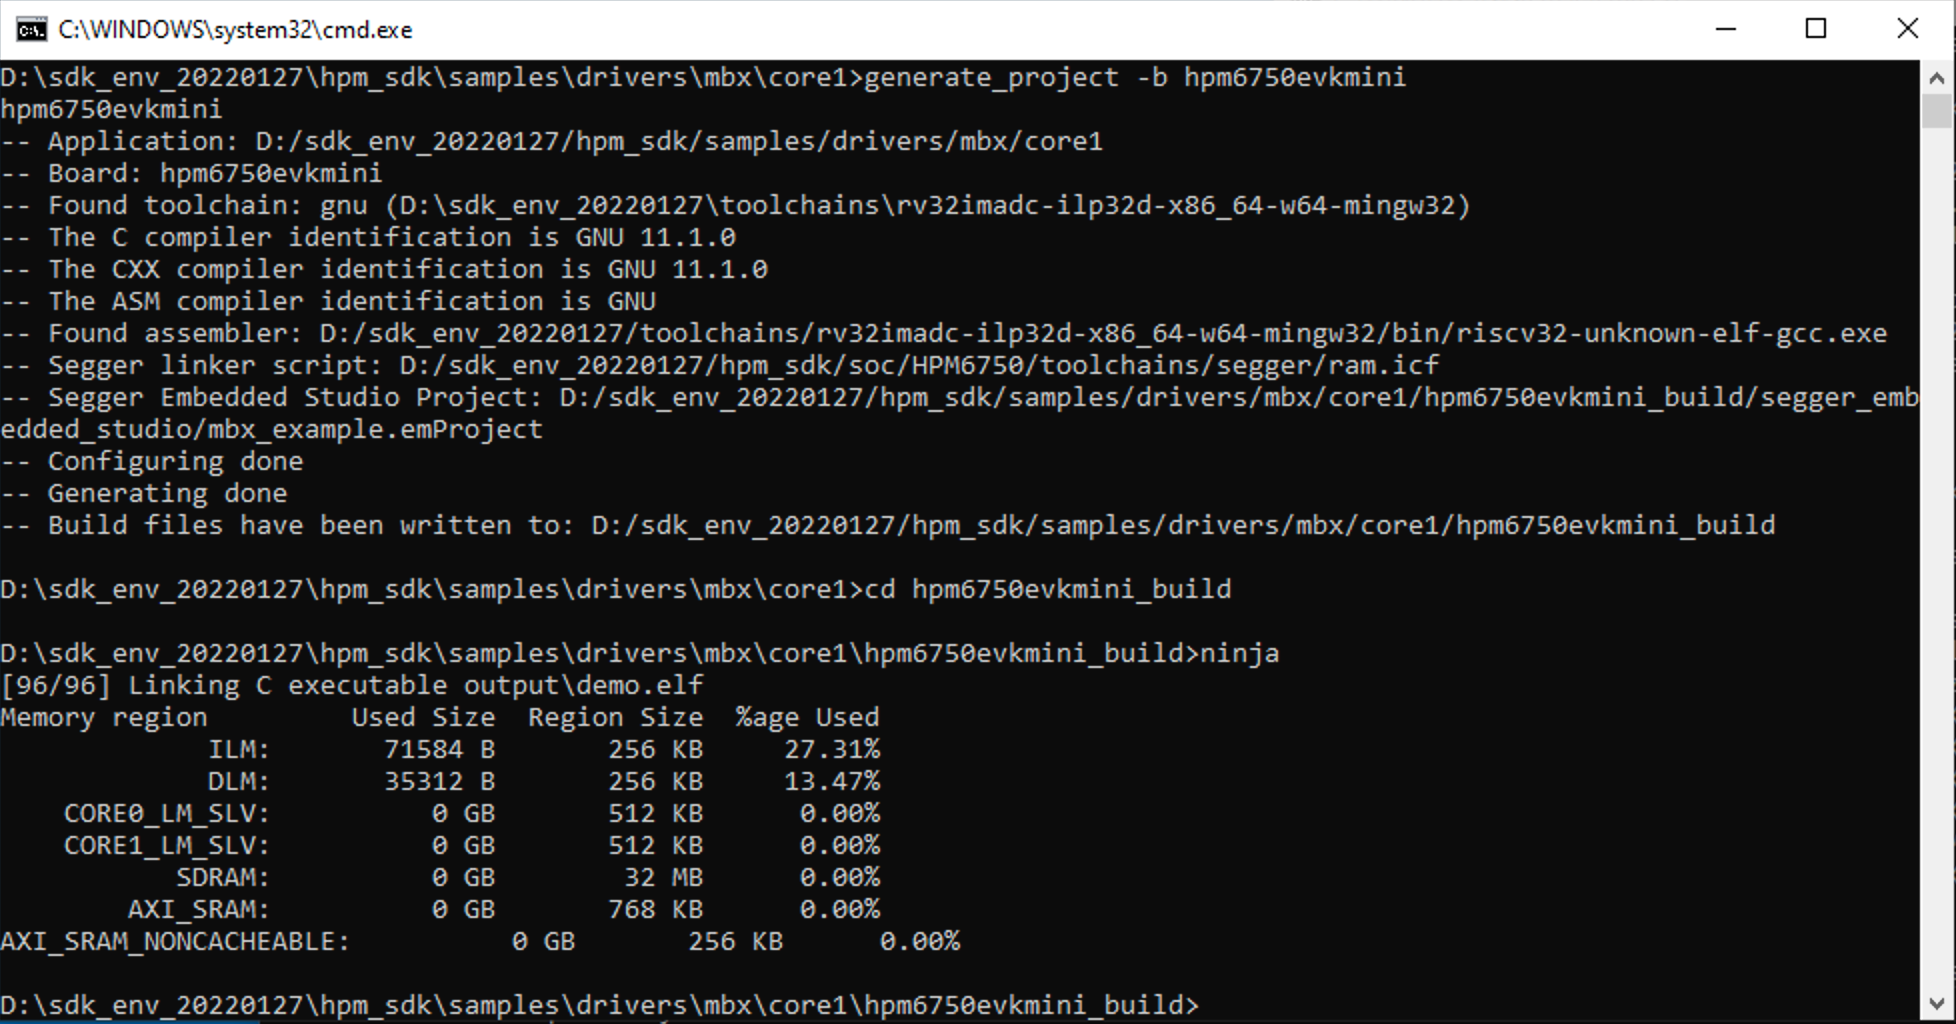 C:\WINDOWS\system32\cmd.exe
D:\sdk_env_20220127\hpm_sdk\samples\drivers\mbx\core1>generate_project -b hpm6750evkmini
hpm6750evkmini
-- Application: D:/sdk_env_20220127/hpm_sdk/samples/drivers/mbx/core1
-- Board: hpm6750evkmini
-- Found toolchain: gnu (D:\sdk_env_20220127\toolchains\rv32imadc-ilp32d-x86_64-w64-mingw32)
-- The C compiler identification is GNU 11.1.0
-- The CXX compiler identification is GNU 11.1.0
-- The ASM compiler identification is GNU
-- Found assembler: D:/sdk_env_20220127/toolchains/rv32imadc-ilp32d-x86_64-w64-mingw32/bin/riscv32-unknown-elf-gcc.exe
-- Segger linker script: D:/sdk_env_20220127/hpm_sdk/soc/HPM6750/toolchains/segger/ram.icf
-- Segger Embedded Studio Project: D:/sdk_env_20220127/hpm_sdk/samples/drivers/mbx/core1/hpm6750evkmini_build/segger_emb
edded_studio/mbx_example.emProject
-- Configuring done
-- Generating done
-- Build files have been written to: D:/sdk_env_20220127/hpm_sdk/samples/drivers/mbx/core1/hpm6750evkmini_build
D:\sdk_env_20220127\hpm_sdk\samples\drivers\mbx\core1>cd hpm6750evkmini_build
D:\sdk_env_20220127\hpm_sdk\samples\drivers\mbx\core1\hpm6750evkmini_build>ninja
[96/96] Linking C executable output\demo.elf
Memory region         Used Size  Region Size  %age Used
             ILM:       71584 B       256 KB     27.31%
             DLM:       35312 B       256 KB     13.47%
    CORE0_LM_SLV:          0 GB       512 KB      0.00%
    CORE1_LM_SLV:          0 GB       512 KB      0.00%
           SDRAM:          0 GB        32 MB      0.00%
        AXI_SRAM:          0 GB       768 KB      0.00%
AXI_SRAM_NONCACHEABLE:          0 GB       256 KB      0.00%
D:\sdk_env_20220127\hpm_sdk\samples\drivers\mbx\core1\hpm6750evkmini_build>